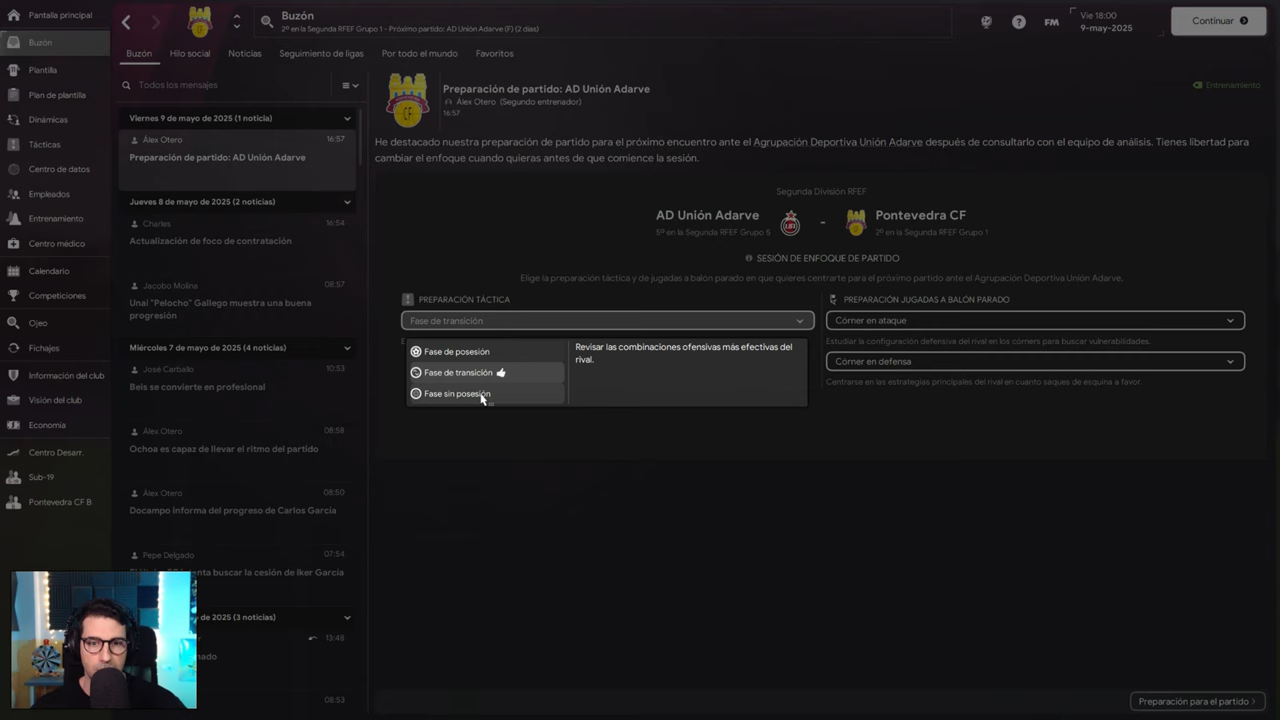 Pantalla principal
Buzón
Plantilla
Plan de plantilla
Dinámicas
Tácticas
Centro de datos
Empleados
Entrenamiento
Centro médico
Calendario
Competiciones
Ojeo
Fichajes
Información del club
Visión del club
Economía
Centro Desarr.
Sub-19
Pontevedra CF B
Buzón
2º en la Segunda RFEF Grupo 1 - Próximo partido: AD Unión Adarve (F) (2 días)
FM
Vie 18:00
9-may-2025
Continuar
Buzón
Hilo social
Noticias
Seguimiento de ligas
Por todo el mundo
Favoritos
Todos los mensajes
Viernes 9 de mayo de 2025 (1 noticia)
Álex Otero 16:57
Preparación de partido: AD Unión Adarve
Jueves 8 de mayo de 2025 (2 noticias)
Charles 16:54
Actualización de foco de contratación
Jacobo Molina 08:57
Unai "Pelocho" Gallego muestra una buena
progresión
Miércoles 7 de mayo de 2025 (4 noticias)
José Carballo 10:53
Beis se convierte en profesional
Álex Otero 08:58
Ochoa es capaz de llevar el ritmo del partido
Álex Otero 08:50
Docampo informa del progreso de Carlos García
Pepe Delgado 07:54
buscar la cesión de Iker García
de mayo de 2025 (3 noticias)
13:48
08:53
Preparación de partido: AD Unión Adarve
Álex Otero (Segundo entrenador)
16:57
Entrenamiento
He destacado nuestra preparación de partido para el próximo encuentro ante el Agrupación Deportiva Unión Adarve después de consultarlo con el equipo de análisis. Tienes libertad para
cambiar el enfoque cuando quieras antes de que comience la sesión.
Segunda División RFEF
AD Unión Adarve - Pontevedra CF
5º en la Segunda RFEF Grupo 5
2º en la Segunda RFEF Grupo 1
SESIÓN DE ENFOQUE DE PARTIDO
Elige la preparación táctica y de jugadas a balón parado en que quieres centrarte para el próximo partido ante el Agrupación Deportiva Unión Adarve.
PREPARACIÓN TÁCTICA
Fase de transición
Fase de posesión
Fase de transición
Fase sin posesión
Revisar las combinaciones ofensivas más efectivas del
rival.
PREPARACIÓN JUGADAS A BALÓN PARADO
Córner en ataque
Estudiar la configuración defensiva del rival en los córners para buscar vulnerabilidades.
Córner en defensa
Centrarse en las estrategias principales del rival en cuanto saques de esquina a favor.
Preparación para el partido